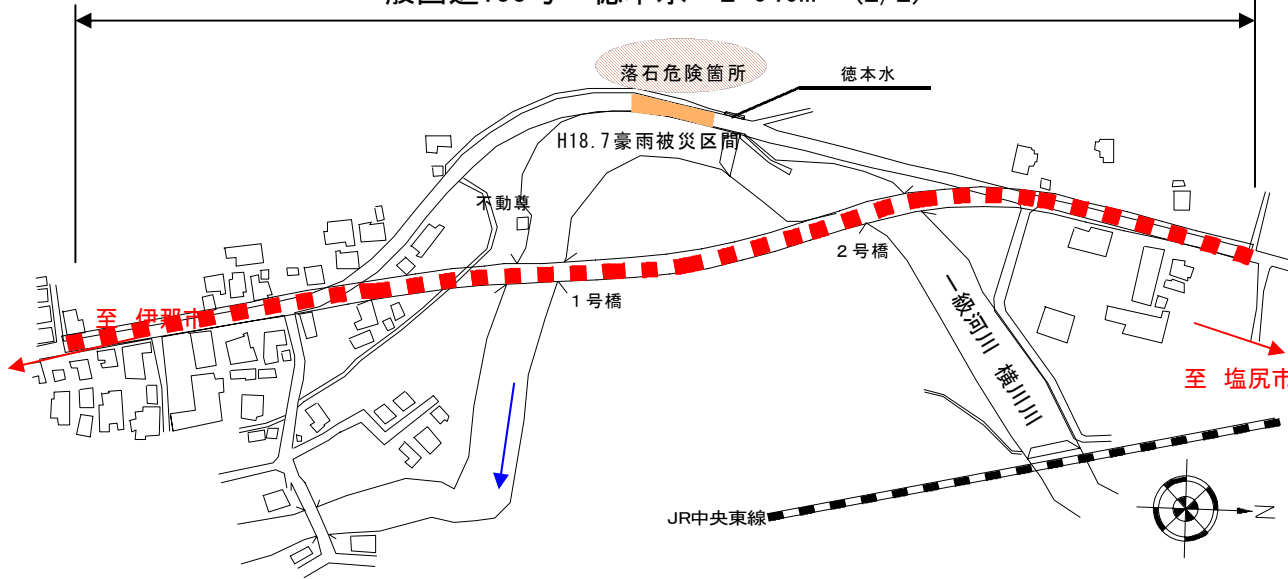 落石危険箇所
徳本水
H18.7豪雨被災区間
不動尊
2号橋
1号橋
至 伊那市
一級河川 横川川
至 塩尻市
JR中央東線
N